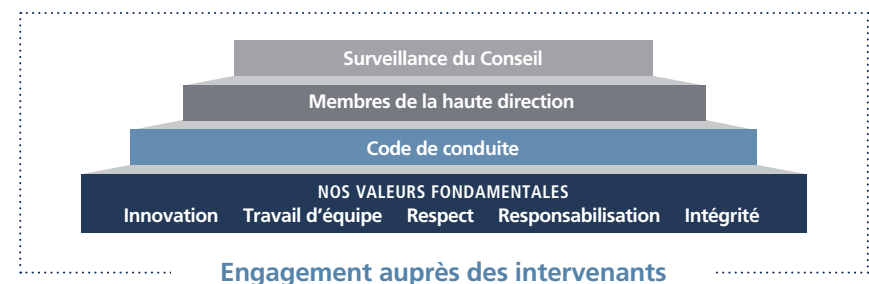 Surveillance du Conseil
Membres de la haute direction
Code de conduite
NOS VALEURS FONDAMENTALES
Innovation Travail d'équipe Respect Responsabilisation Intégrité
Engagement auprès des intervenants